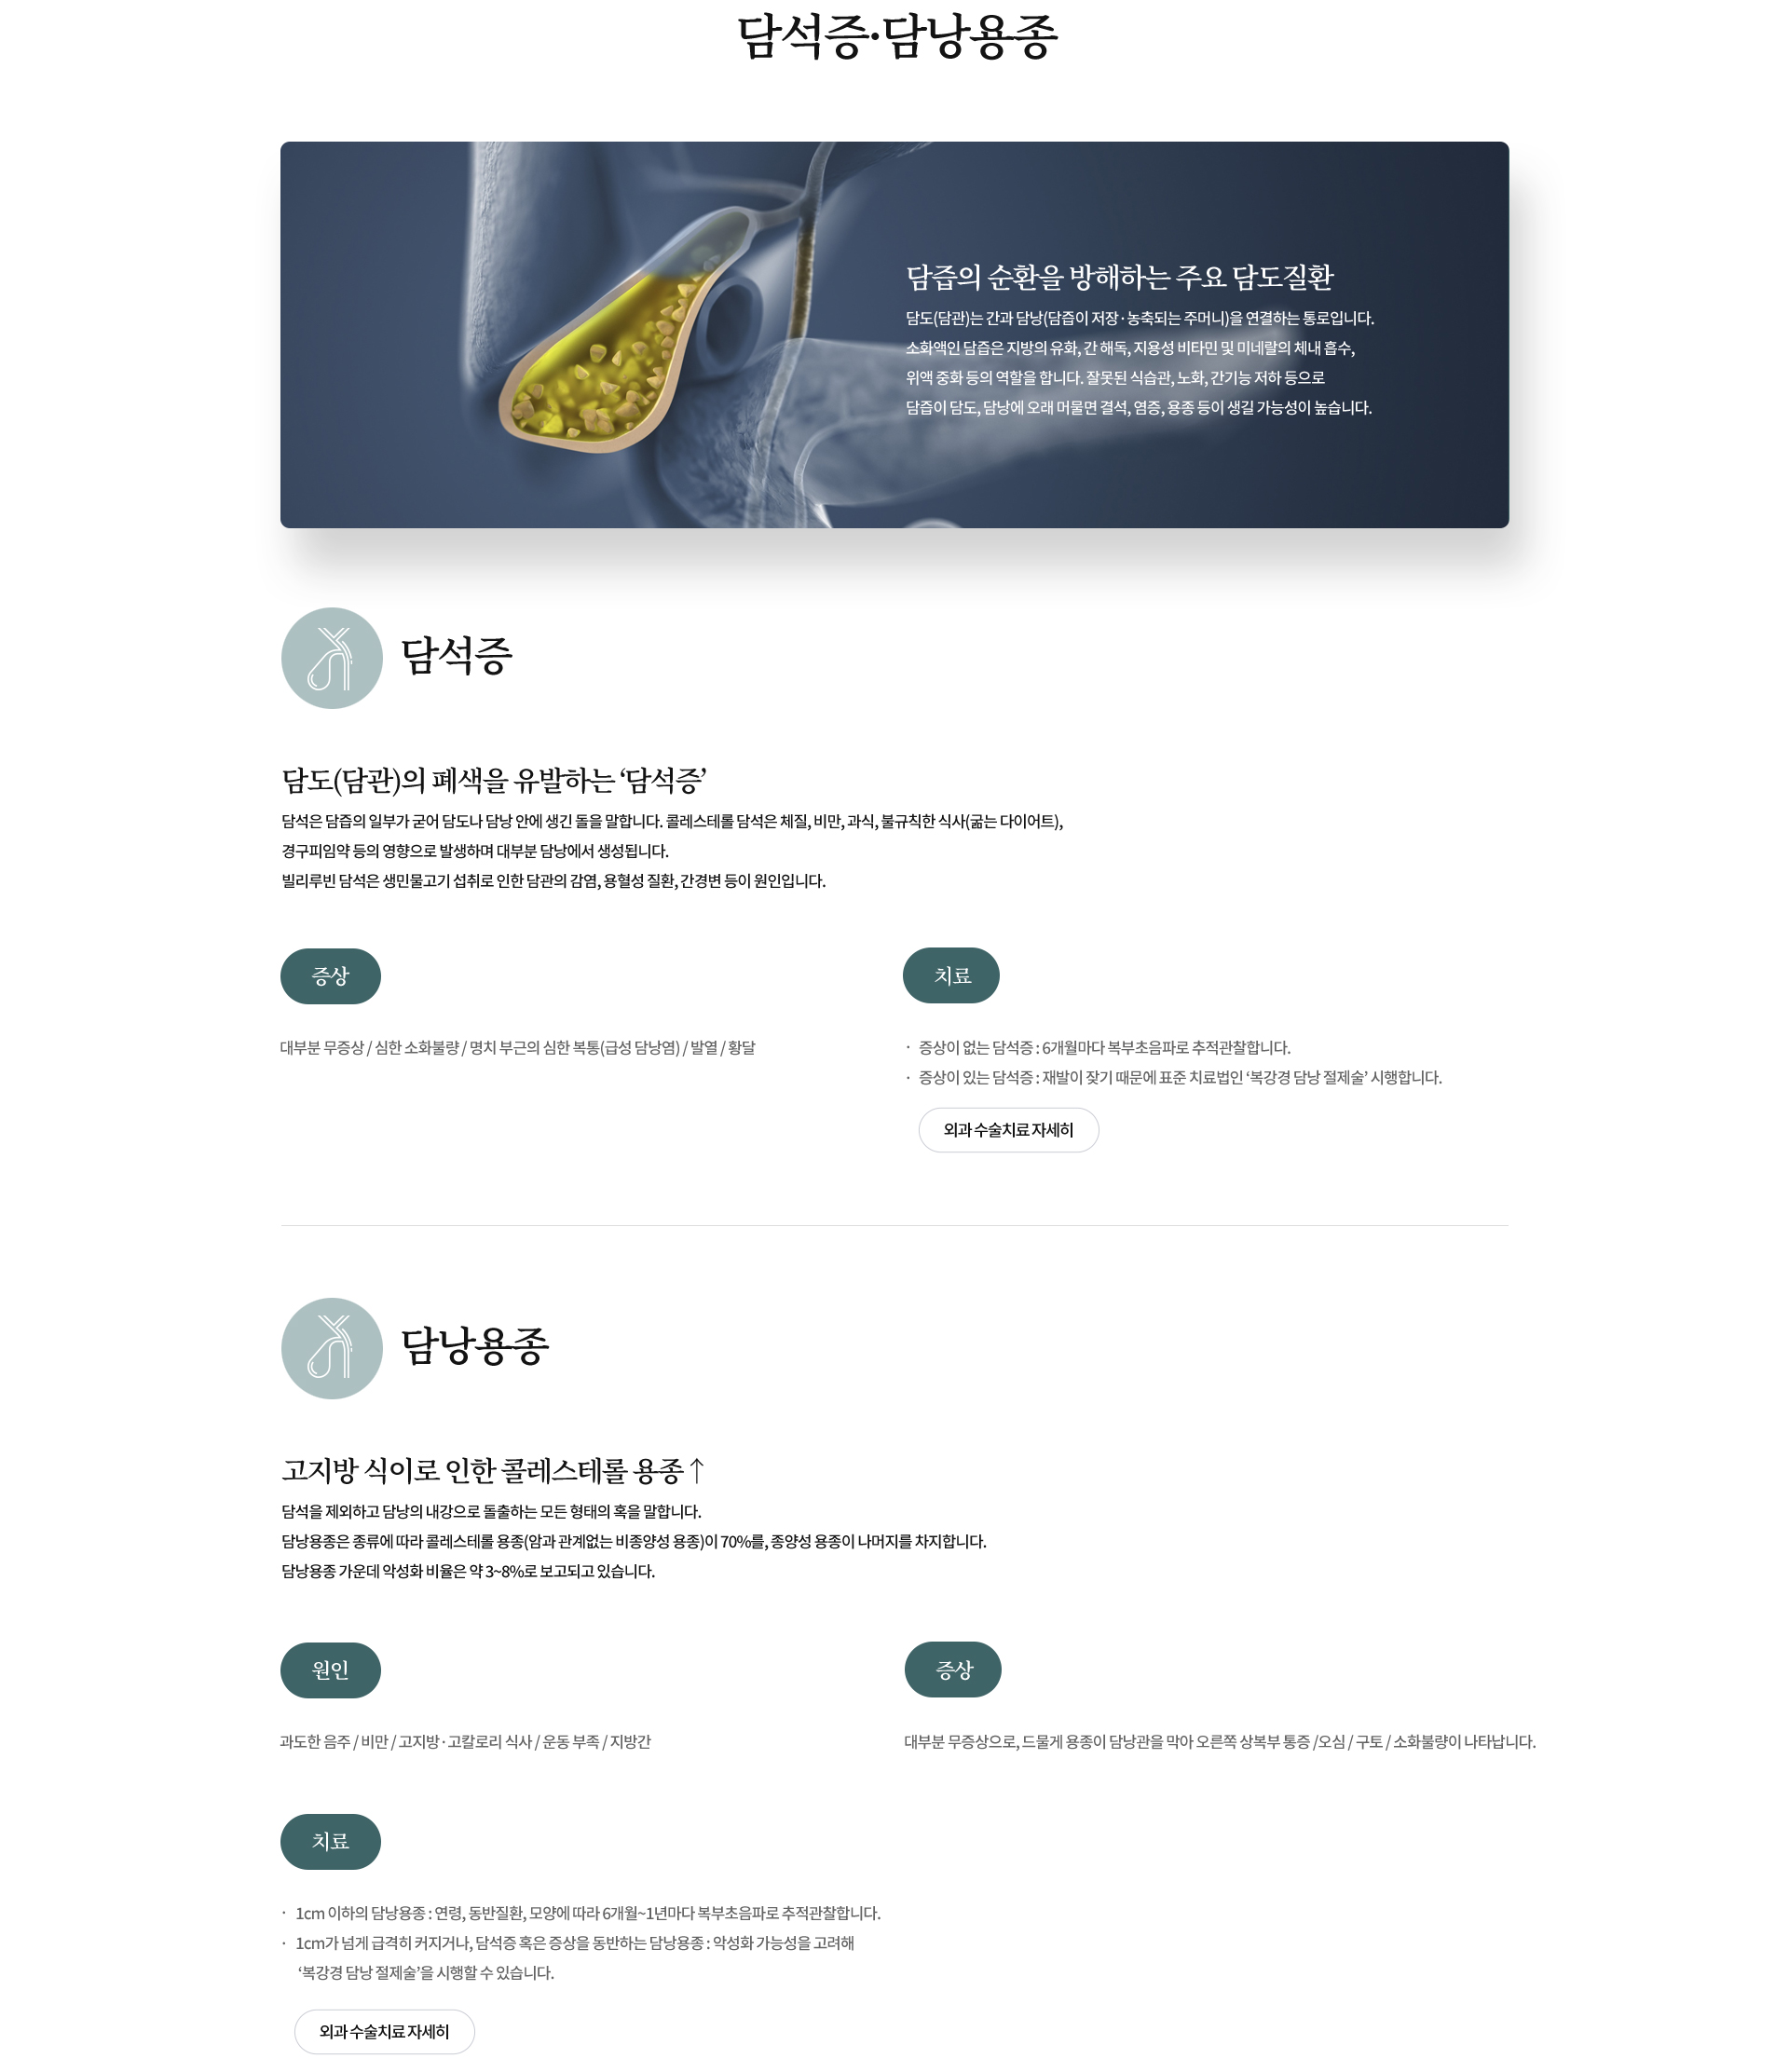 담석증·담낭용종
담즙의 순환을 방해하는 주요 담도질환
담도(담관)는 간과 담낭(담즙이 저장·농축되는 주머니)을 연결하는 통로입니다.
소화액인 담즙은 지방의 유화, 간 해독, 지용성 비타민 및 미네랄의 체내 흡수,
위액 중화 등의 역할을 합니다. 잘못된 식습관, 노화, 간기능 저하 등으로
담즙이 담도, 담낭에 오래 머물면 결석, 염증, 용종 등이 생길 가능성이 높습니다.
담석증
담도(담관)의 폐색을 유발하는 ‘담석증’
담석은 담즙의 일부가 굳어 담도나 담낭 안에 생긴 돌을 말합니다. 콜레스테롤 담석은 체질, 비만, 과식, 불규칙한 식사(굶는 다이어트),
경구피임약 등의 영향으로 발생하며 대부분 담낭에서 생성됩니다.
빌리루빈 담석은 생민물고기 섭취로 인한 담관의 감염, 용혈성 질환, 간경변 등이 원인입니다.
증상
대부분 무증상 / 심한 소화불량 / 명치 부근의 심한 복통(급성 담낭염) / 발열 / 황달
치료
· 증상이 없는 담석증 : 6개월마다 복부초음파로 추적관찰합니다.
· 증상이 있는 담석증 : 재발이 잦기 때문에 표준 치료법인 ‘복강경 담낭 절제술’ 시행합니다.
외과 수술치료 자세히
담낭용종
고지방 식이로 인한 콜레스테롤 용종↑
담석을 제외하고 담낭의 내강으로 돌출하는 모든 형태의 혹을 말합니다.
담낭용종은 종류에 따라 콜레스테롤 용종(암과 관계없는 비종양성 용종)이 70%를, 종양성 용종이 나머지를 차지합니다.
담낭용종 가운데 악성화 비율은 약 3~8%로 보고되고 있습니다.
원인
과도한 음주 / 비만 / 고지방·고칼로리 식사 / 운동 부족 / 지방간
증상
대부분 무증상으로, 드물게 용종이 담낭관을 막아 오른쪽 상복부 통증 /오심 / 구토 / 소화불량이 나타납니다.
치료
· 1cm 이하의 담낭용종 : 연령, 동반질환, 모양에 따라 6개월~1년마다 복부초음파로 추적관찰합니다.
· 1cm가 넘게 급격히 커지거나, 담석증 혹은 증상을 동반하는 담낭용종 : 악성화 가능성을 고려해
‘복강경 담낭 절제술’을 시행할 수 있습니다.
외과 수술치료 자세히